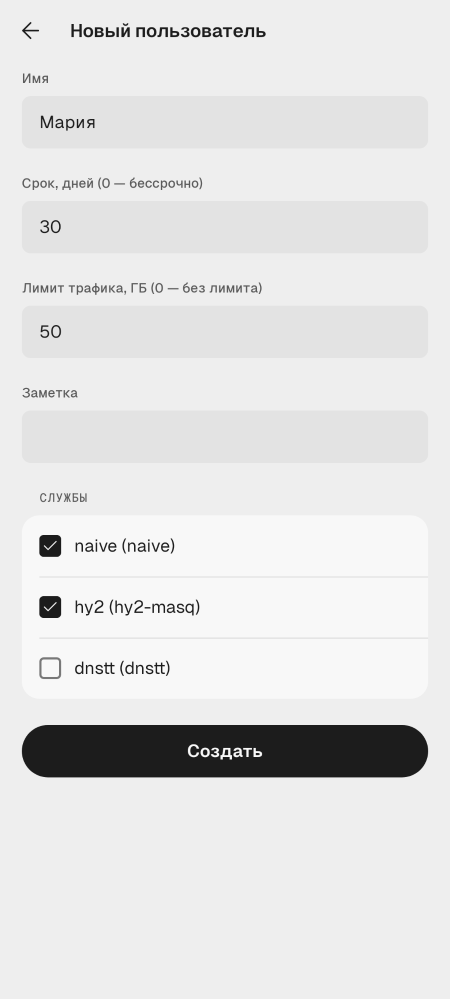 Новый пользователь
Имя
Мария
Срок, дней (0 — бессрочно)
30
Лимит трафика, ГБ (0 — без лимита)
50
Заметка
СЛУЖБЫ
naive (naive)
hy2 (hy2-masq)
dnstt (dnstt)
Создать